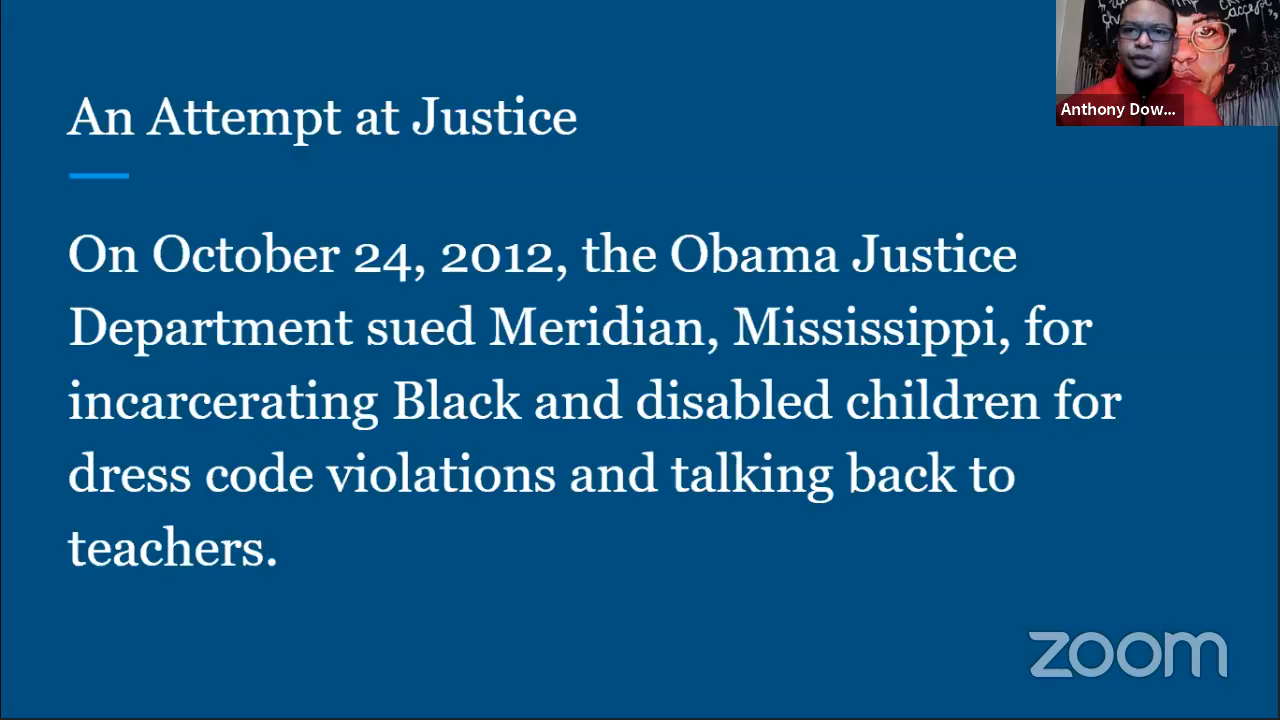 An Attempt at Justice
On October 24, 2012, the Obama Justice
Department sued Meridian, Mississippi, for
incarcerating Black and disabled children for
dress code violations and talking back to
teachers.
accept
Anthony Dow...
zoom